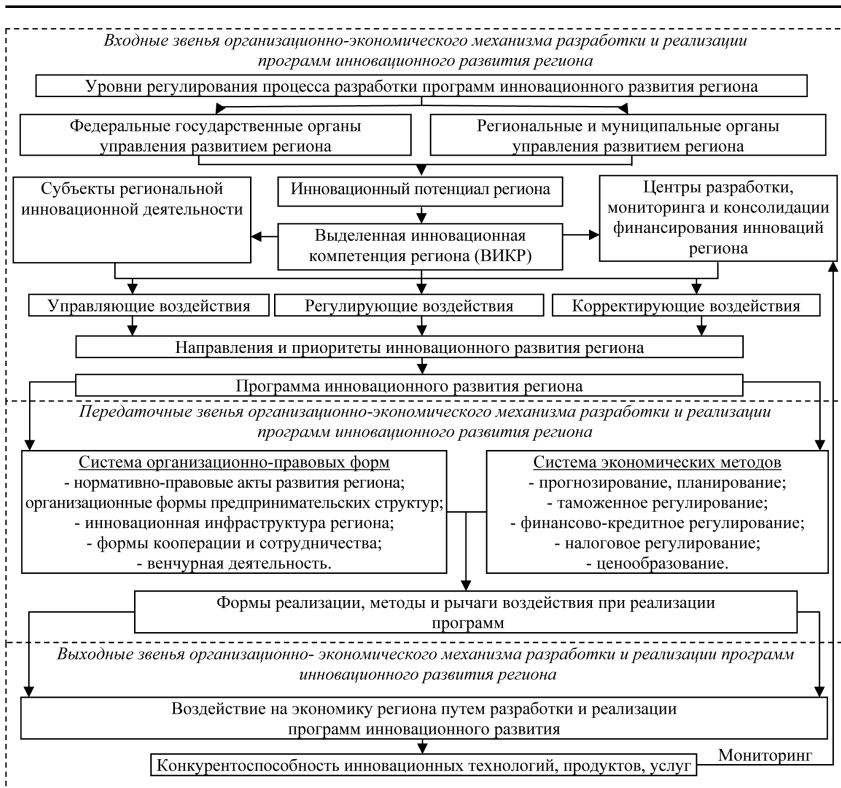 Входные звенья организационно-экономического механизма разработки и реализации
программ инновационного развития региона
Уровни регулирования процесса разработки программ инновационного развития региона
Федеральные государственные органы
управления развитием региона
Региональные и муниципальные органы
управления развитием региона
Субъекты региональной
инновационной деятельности
Инновационный потенциал региона
Выделенная инновационная
компетенция региона (ВИКР)
Центры разработки,
мониторинга и консолидации
финансирования инноваций
региона
Управляющие воздействия
Регулирующие воздействия
Корректирующие воздействия
Направления и приоритеты инновационного развития региона
Программа инновационного развития региона
Передаточные звенья организационно-экономического механизма разработки и реализации
программ инновационного развития региона
Система организационно-правовых форм
- нормативно-правовые акты развития региона;
организационные формы предпринимательских структур;
- инновационная инфраструктура региона;
- формы кооперации и сотрудничества;
- венчурная деятельность.
Система экономических методов
- прогнозирование, планирование;
- таможенное регулирование;
- финансово-кредитное регулирование;
- налоговое регулирование;
- ценообразование.
Формы реализации, методы и рычаги воздействия при реализации
программ
Выходные звенья организационно- экономического механизма разработки и реализации программ
инновационного развития региона
Воздействие на экономику региона путем разработки и реализации
программ инновационного развития
Конкурентоспособность инновационных технологий, продуктов, услуг
Мониторинг